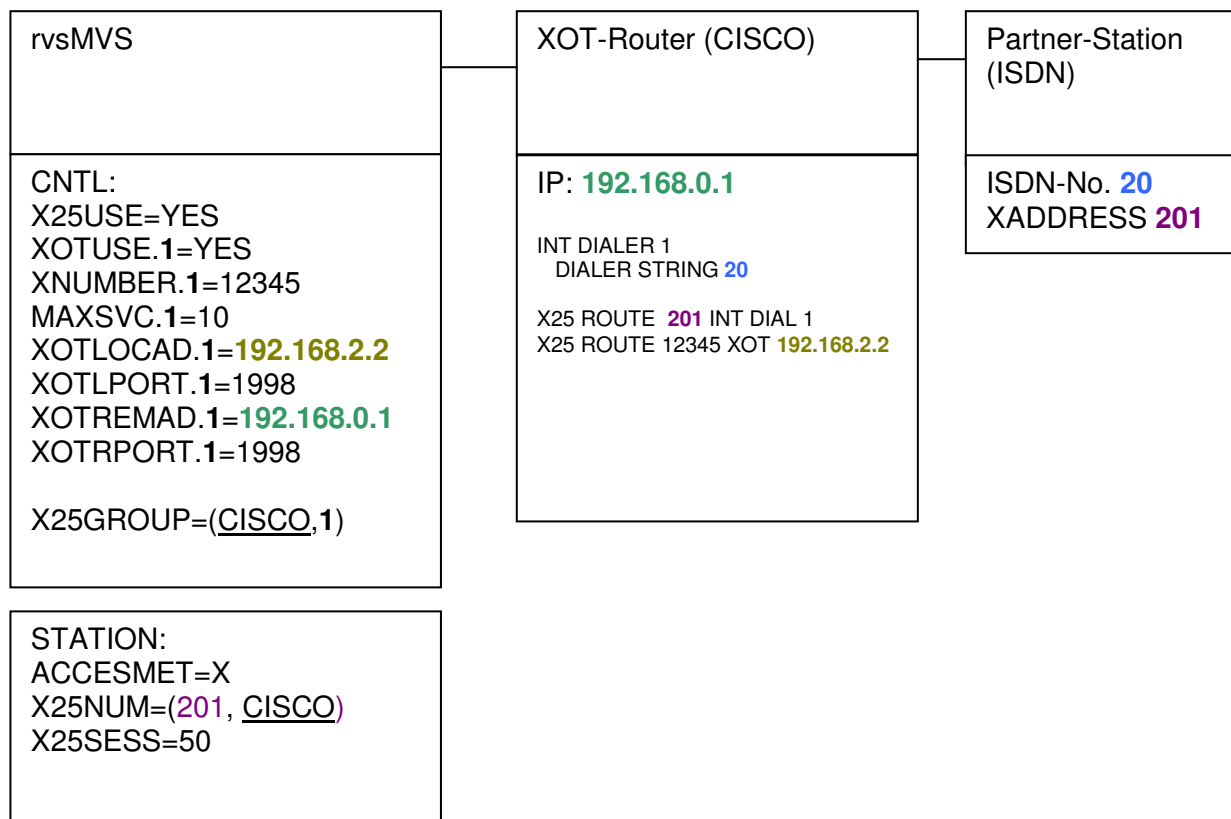 rvsMVS
CNTL:
X25USE=YES
XOTUSE.1=YES
XNUMBER.1=12345
MAXSVC.1=10
XOTLOCAD.1=192.168.2.2
XOTLPORT.1=1998
XOTREMAD.1=192.168.0.1
XOTRPORT.1=1998
X25GROUP=(CISCO,1)
STATION:
ACCESMET=X
X25NUM=(201, CISCO)
X25SESS=50
XOT-Router (CISCO)
IP: 192.168.0.1
INT DIALER 1
DIALER STRING 20
X25 ROUTE 201 INT DIAL 1
X25 ROUTE 12345 XOT 192.168.2.2
Partner-Station
(ISDN)
ISDN-No. 20
XADDRESS 201